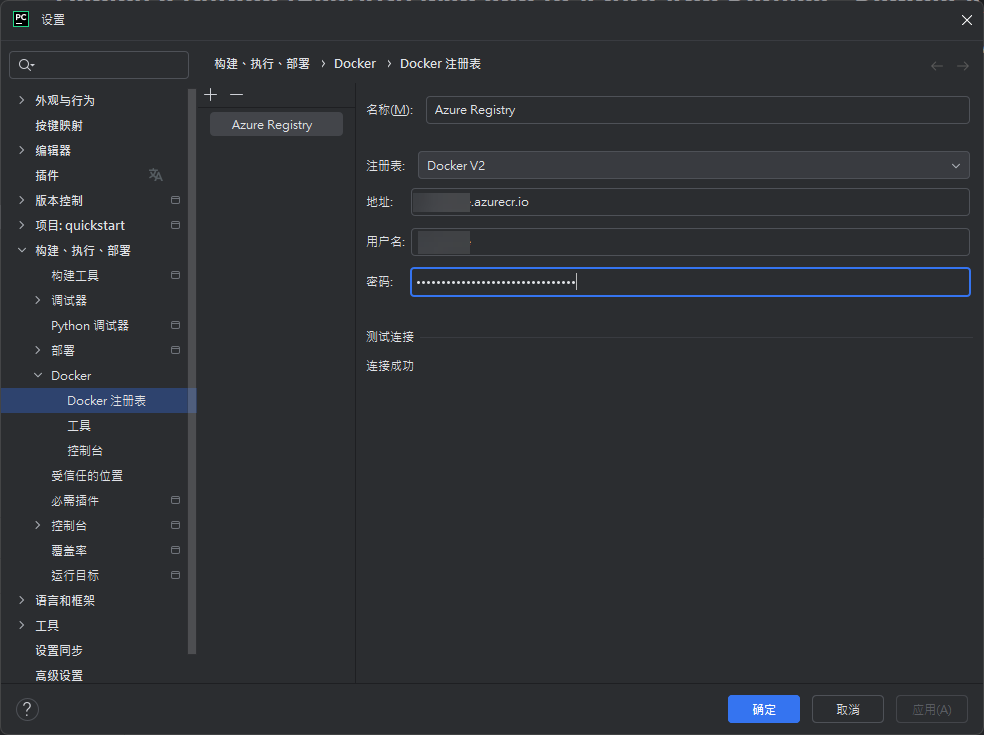 PC 设置
构建、执行、部署 › Docker › Docker 注册表
外观与行为
按键映射
编辑器
插件
版本控制
项目: quickstart
构建、执行、部署
构建工具
调试器
Python 调试器
部署
Docker
Docker 注册表
工具
控制台
受信任的位置
必需插件
控制台
覆盖率
运行目标
语言和框架
工具
设置同步
高级设置
Azure Registry
名称(M): Azure Registry
注册表: Docker V2
地址: .azurecr.io
用户名:
密码: ••••••••••••••••••••••••••••••••
测试连接
连接成功
? 确定 取消 应用(A)